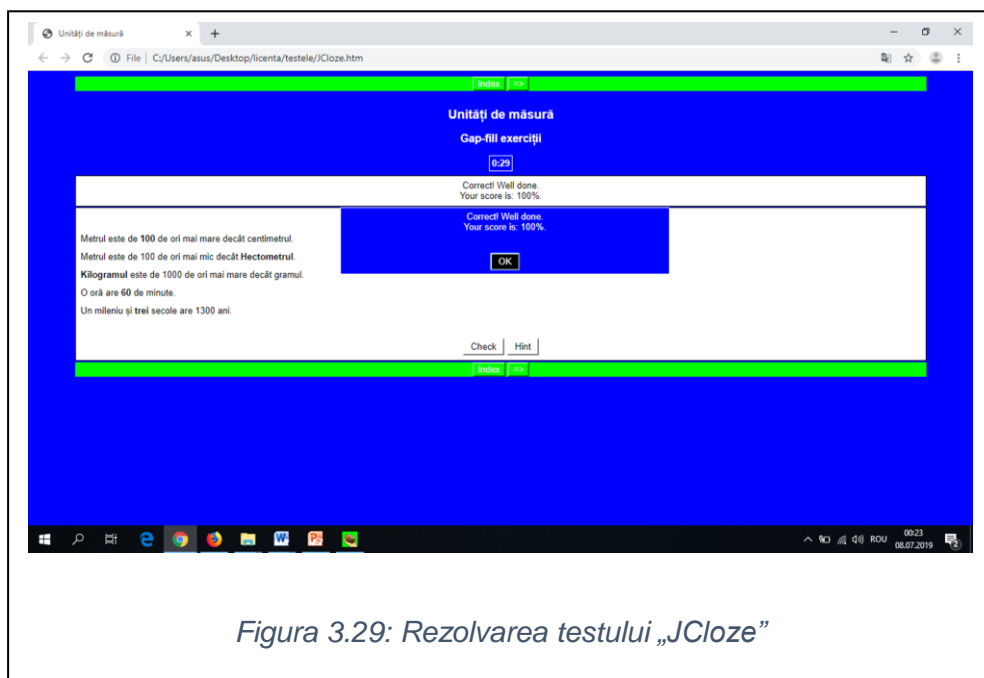 Unități de măsură
File | C:/Users/asus/Desktop/licenta/testele/JCloze.htm
Index =>
Unități de măsură
Gap-fill exerciții
0:29
Correct! Well done.
Your score is: 100%.
Correct! Well done.
Your score is: 100%.
OK
Metrul este de 100 de ori mai mare decât centimetrul.
Metrul este de 100 de ori mai mic decât Hectometrul.
Kilogramul este de 1000 de ori mai mare decât gramul.
O oră are 60 de minute.
Un mileniu și trei secole are 1300 ani.
Check Hint
Index =>
ROU
00:23
08.07.2019
2
Figura 3.29: Rezolvarea testului „JCloze”